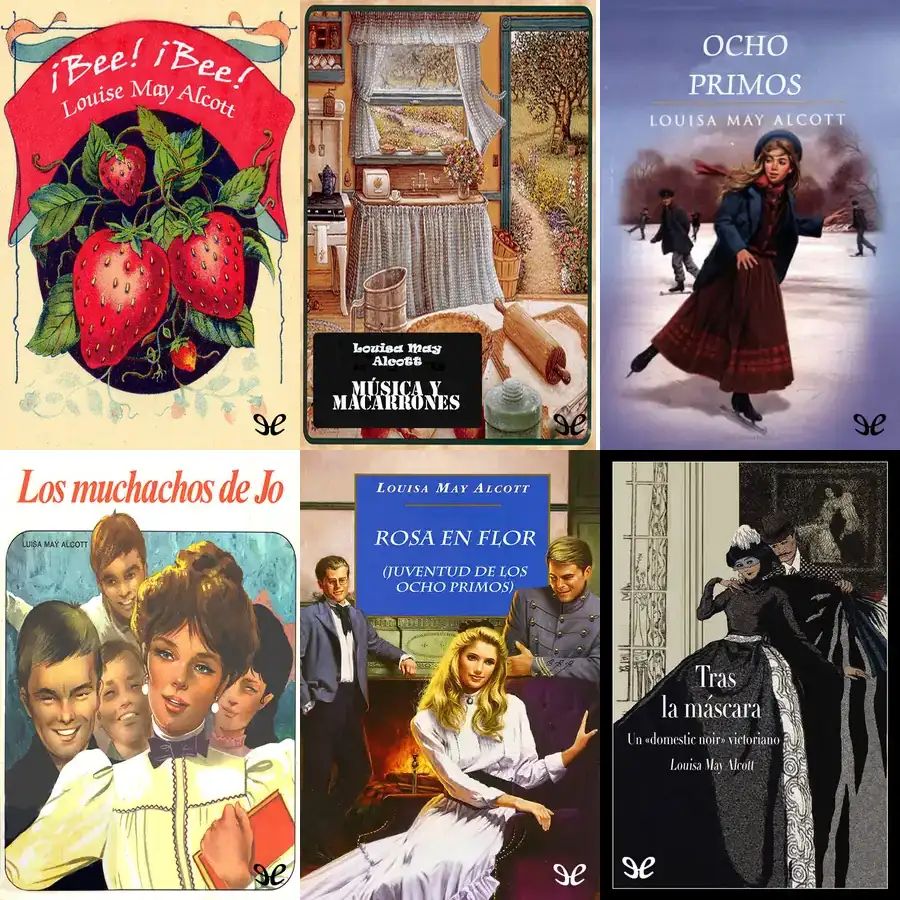 ¡Bee! ¡Bee!
Louise May Alcott
Louisa May
Alcott
MÚSICA Y
MACARRONES
OCHO
PRIMOS
LOUISA MAY ALCOTT
Los muchachos de Jo
LUISA MAY ALCOTT
LOUISA MAY ALCOTT
ROSA EN FLOR
(JUVENTUD DE LOS
OCHO PRIMOS)
Tras
la máscara
Un «domestic noir» victoriano
Louisa May Alcott